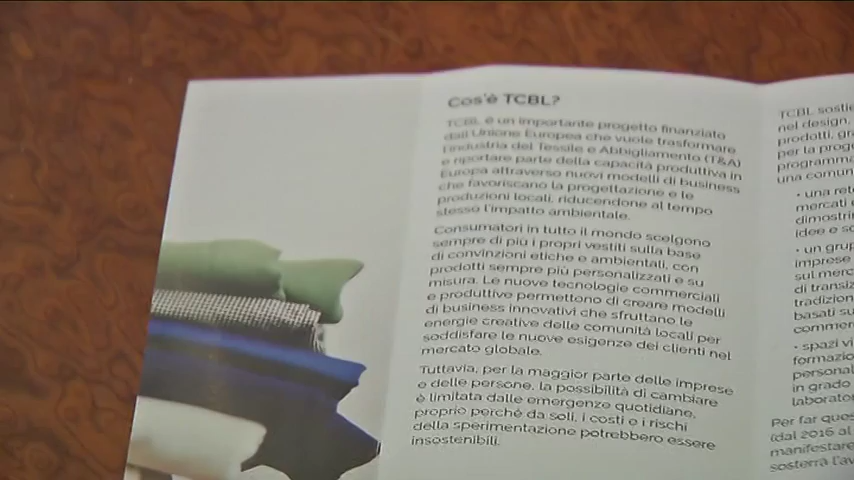 Cos'è TCBL?
TCBL è un importante progetto finanziato
dall'Unione Europea che vuole trasformare
l'industria del Tessile e Abbigliamento (T&A)
e riportare parte della capacità produttiva in
Europa attraverso nuovi modelli di business
che favoriscano la progettazione e le
produzioni locali, riducendone al tempo
stesso l'impatto ambientale.
Consumatori in tutto il mondo scelgono
sempre di più i propri vestiti sulla base
di convinzioni etiche e ambientali, con
prodotti sempre più personalizzati e su
misura. Le nuove tecnologie commerciali
e produttive permettono di creare modelli
di business innovativi che sfruttano le
energie creative delle comunità locali per
soddisfare le nuove esigenze dei clienti nel
mercato globale.
Tuttavia, per la maggior parte delle imprese
e delle persone, la possibilità di cambiare
è limitata dalle emergenze quotidiane,
proprio perché da soli, i costi e i rischi
della sperimentazione potrebbero essere
insostenibili.
TCBL sostie
nel design,
prodotti, gra
per la proge
programma
una comun
• una rete
mercati e
dimostrin
idee e so
• un grup
imprese
sul merc
di transiz
tradizion
basati su
commer
• spazi vi
formazio
personal
in grado
laborator
Per far ques
(dal 2016 al
manifestare
sosterrà l'av